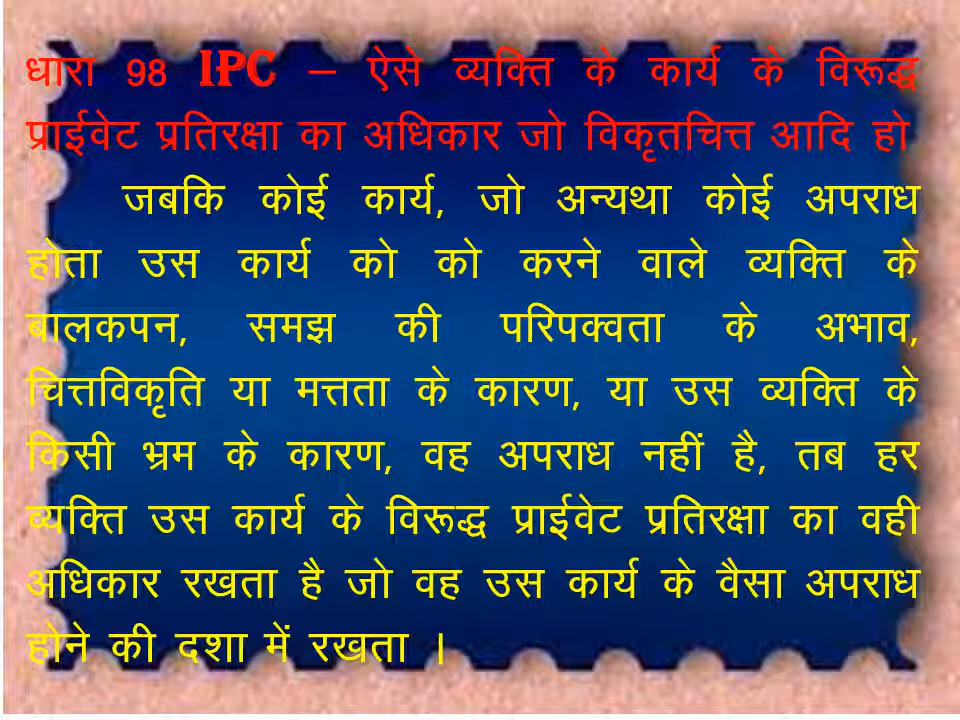 धारा 98 IPC – ऐसे व्यक्ति के कार्य के विरूद्ध
प्राईवेट प्रतिरक्षा का अधिकार जो विकृतचित्त आदि हो
जबकि कोई कार्य, जो अन्यथा कोई अपराध
होता उस कार्य को को करने वाले व्यक्ति के
बालकपन, समझ की परिपक्वता के अभाव,
चित्तविकृति या मत्तता के कारण, या उस व्यक्ति के
किसी भ्रम के कारण, वह अपराध नहीं है, तब हर
व्यक्ति उस कार्य के विरूद्ध प्राईवेट प्रतिरक्षा का वही
अधिकार रखता है जो वह उस कार्य के वैसा अपराध
होने की दशा में रखता ।